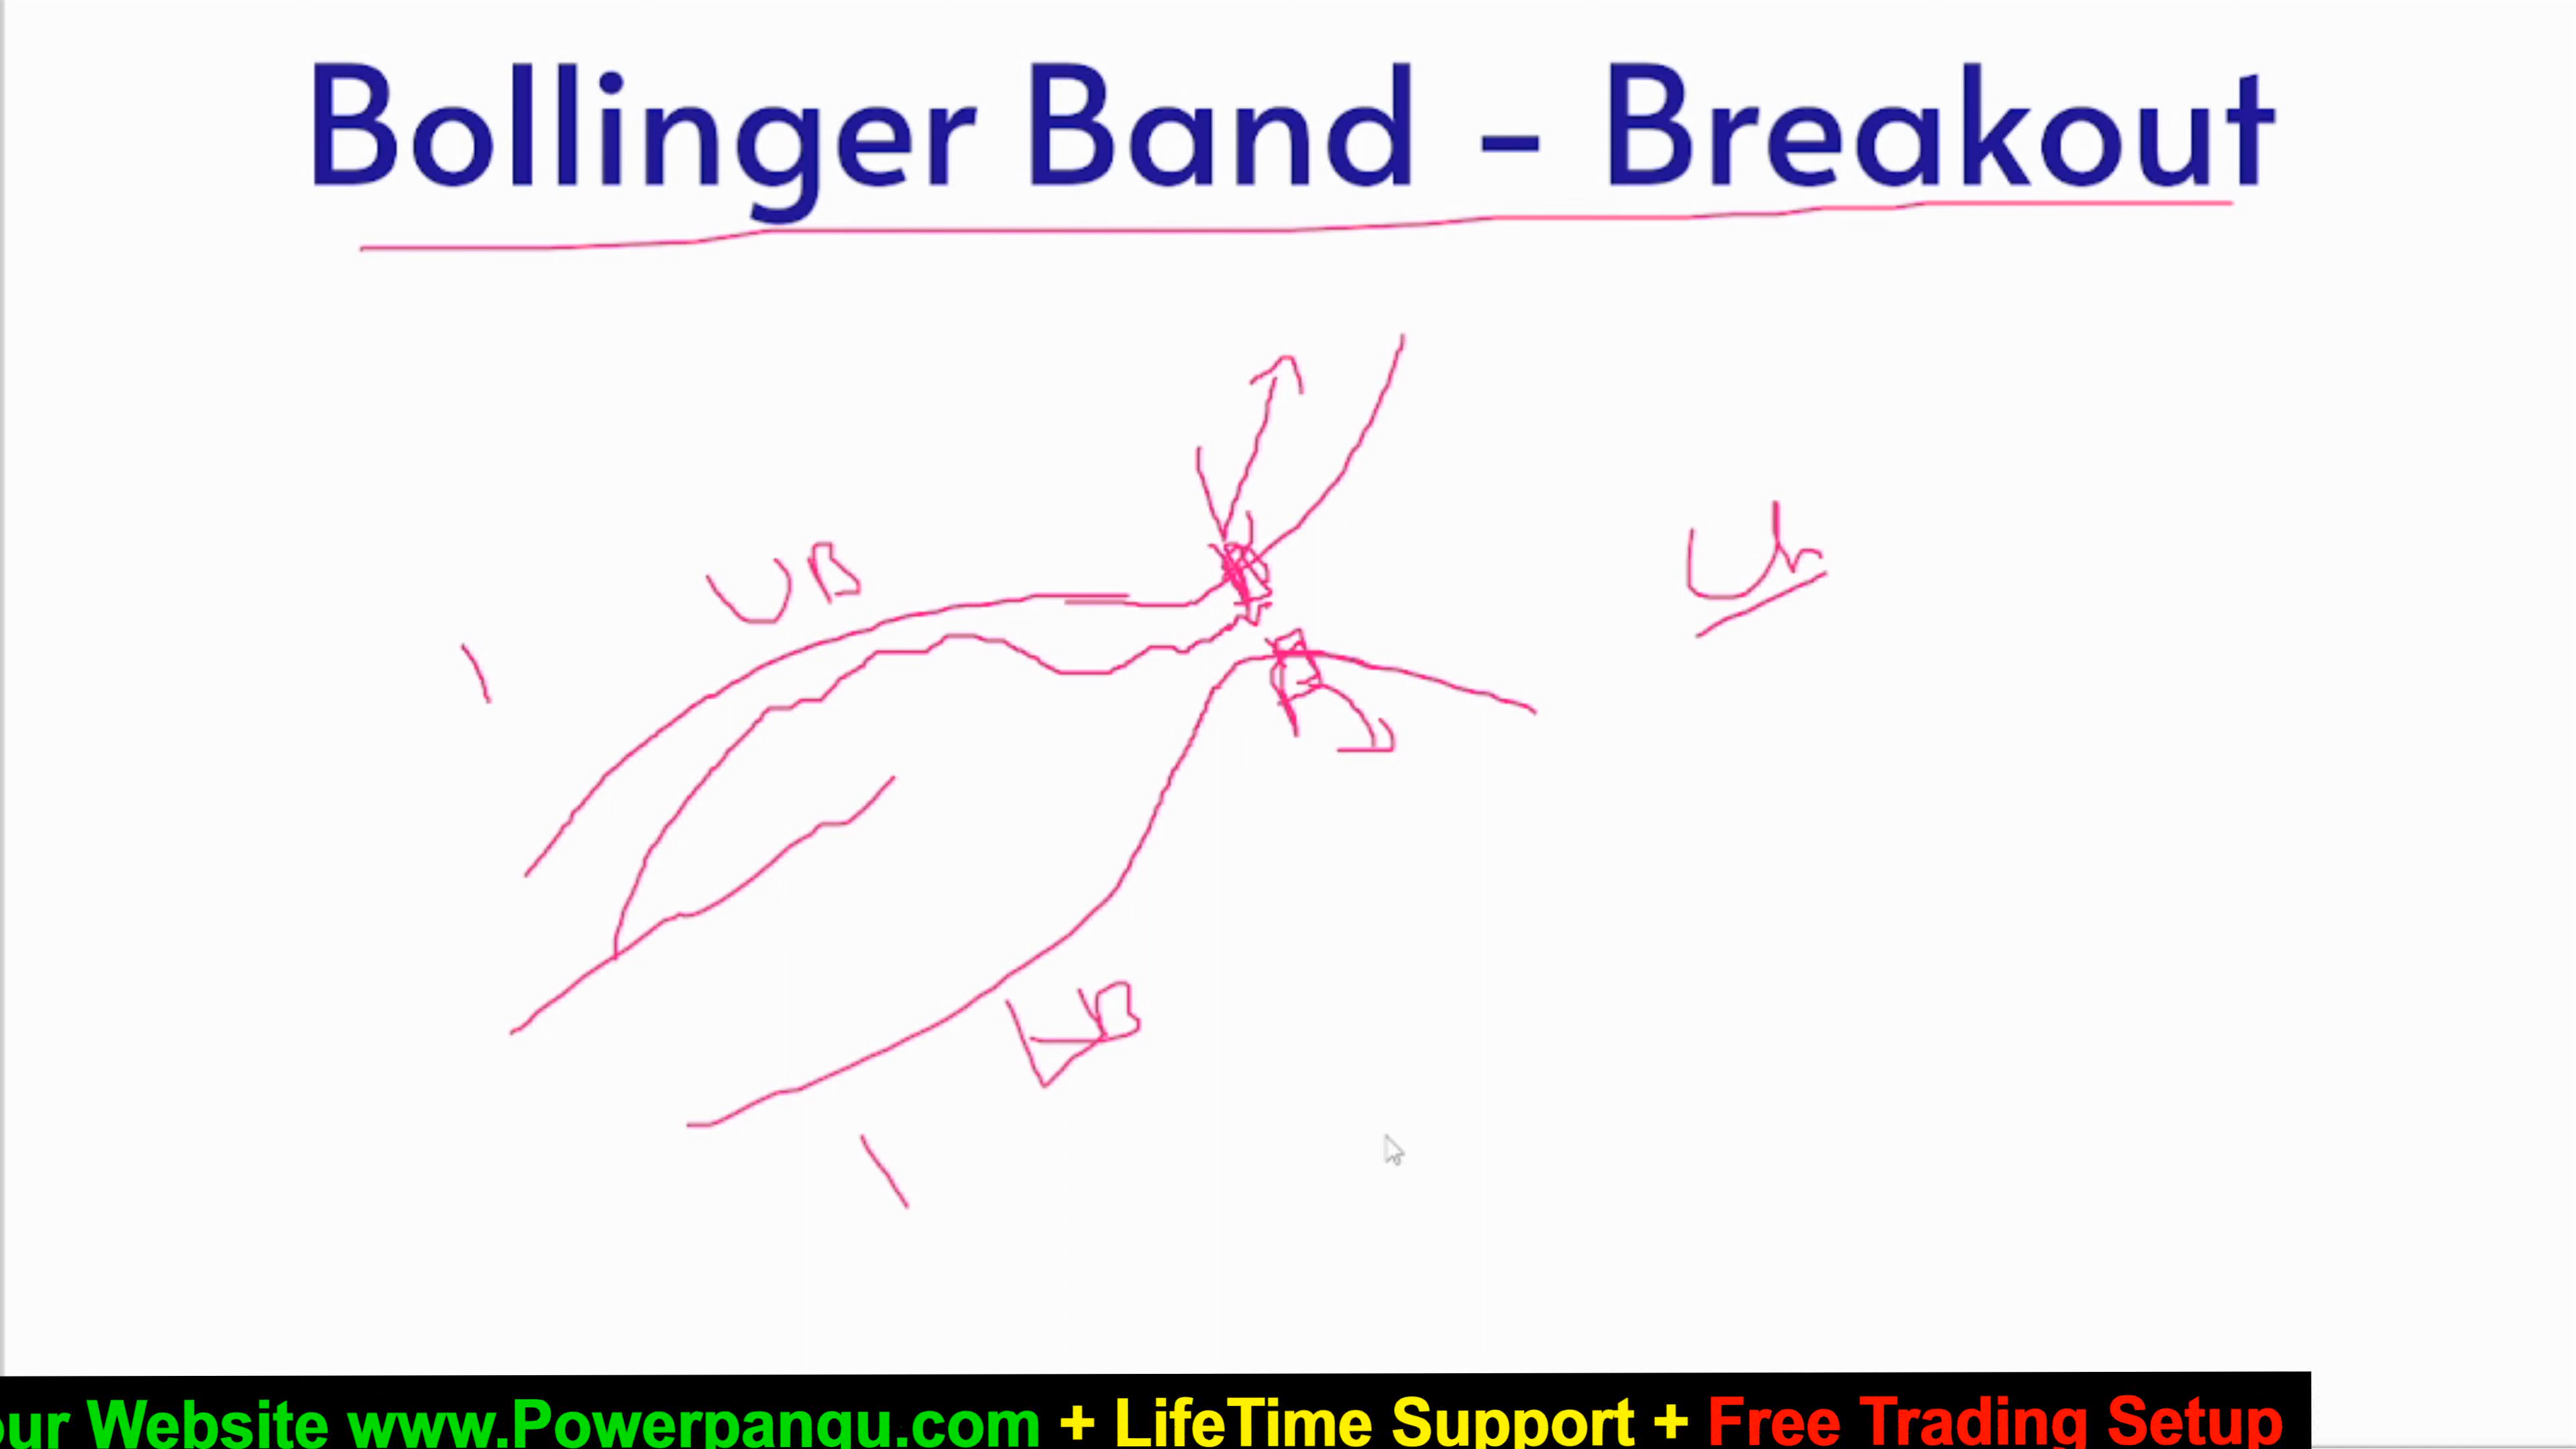 Bollinger Band - Breakout
UB
LB
our Website www.Powerpangu.com + LifeTime Support + Free Trading Setup